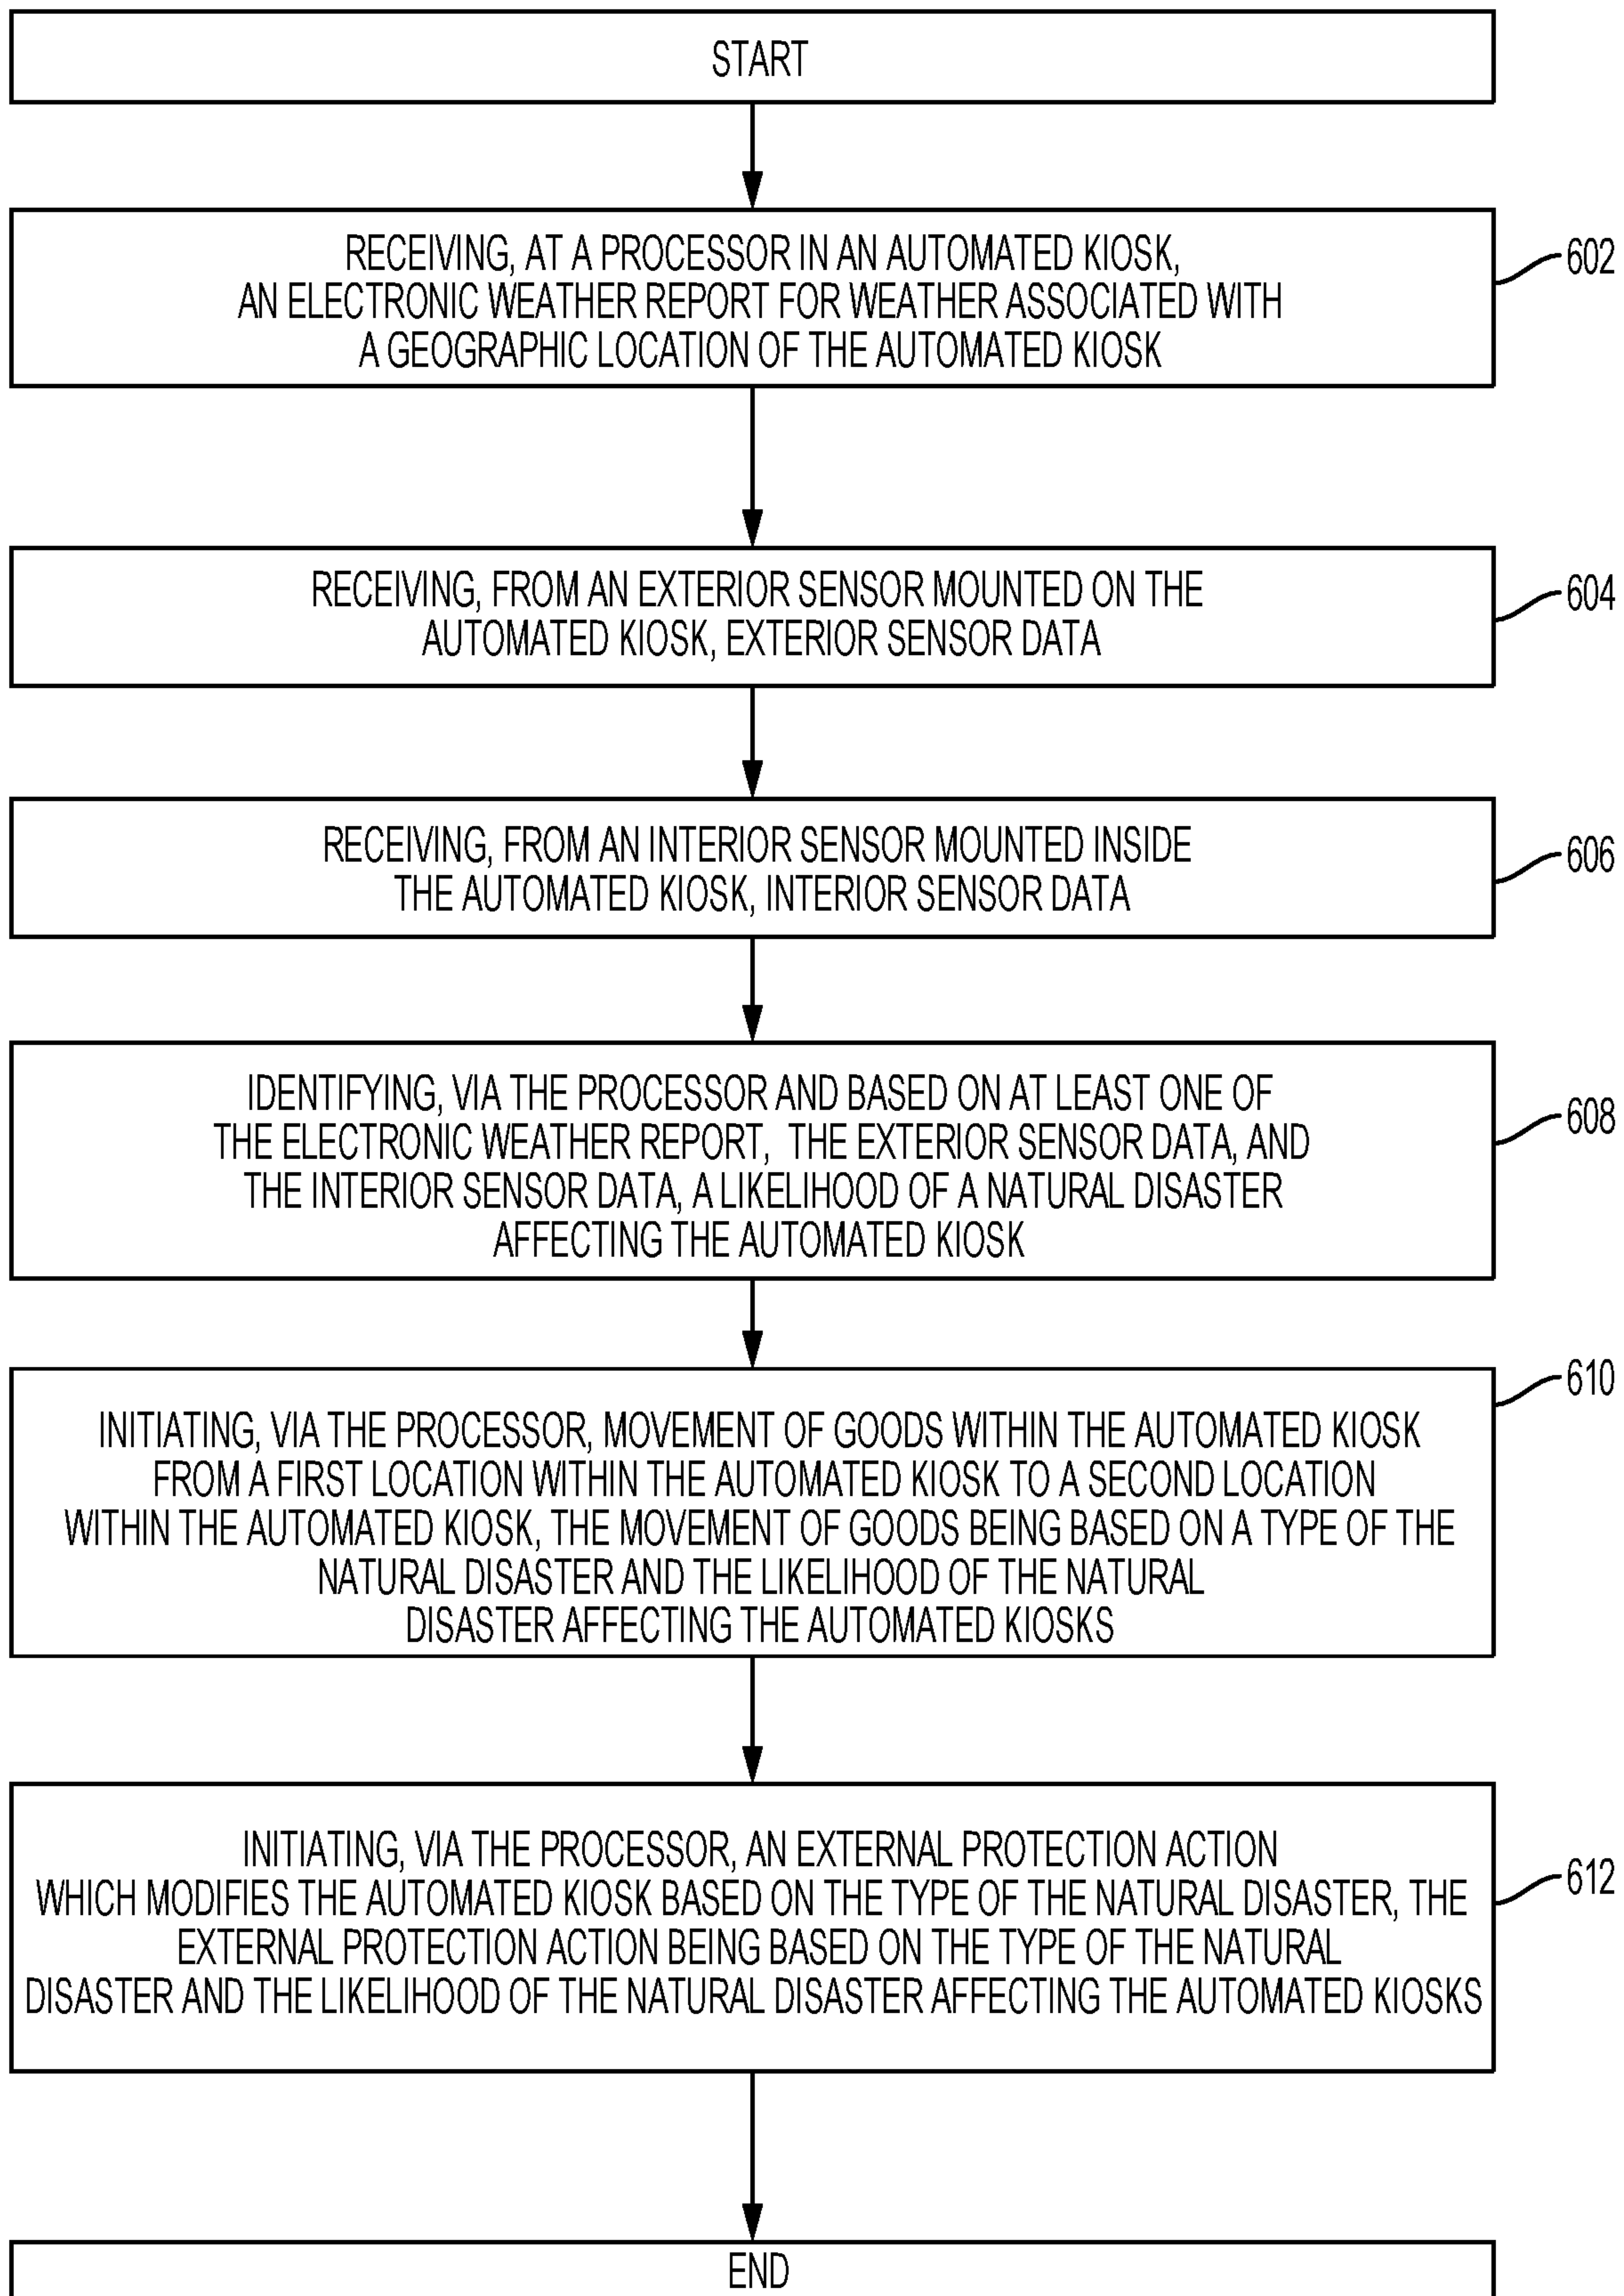 START
RECEIVING, AT A PROCESSOR IN AN AUTOMATED KIOSK,
AN ELECTRONIC WEATHER REPORT FOR WEATHER ASSOCIATED WITH
A GEOGRAPHIC LOCATION OF THE AUTOMATED KIOSK
602
RECEIVING, FROM AN EXTERIOR SENSOR MOUNTED ON THE
AUTOMATED KIOSK, EXTERIOR SENSOR DATA
604
RECEIVING, FROM AN INTERIOR SENSOR MOUNTED INSIDE
THE AUTOMATED KIOSK, INTERIOR SENSOR DATA
606
IDENTIFYING, VIA THE PROCESSOR AND BASED ON AT LEAST ONE OF
THE ELECTRONIC WEATHER REPORT, THE EXTERIOR SENSOR DATA, AND
THE INTERIOR SENSOR DATA, A LIKELIHOOD OF A NATURAL DISASTER
AFFECTING THE AUTOMATED KIOSK
608
INITIATING, VIA THE PROCESSOR, MOVEMENT OF GOODS WITHIN THE AUTOMATED KIOSK
FROM A FIRST LOCATION WITHIN THE AUTOMATED KIOSK TO A SECOND LOCATION
WITHIN THE AUTOMATED KIOSK, THE MOVEMENT OF GOODS BEING BASED ON A TYPE OF THE
NATURAL DISASTER AND THE LIKELIHOOD OF THE NATURAL
DISASTER AFFECTING THE AUTOMATED KIOSKS
610
INITIATING, VIA THE PROCESSOR, AN EXTERNAL PROTECTION ACTION
WHICH MODIFIES THE AUTOMATED KIOSK BASED ON THE TYPE OF THE NATURAL DISASTER, THE
EXTERNAL PROTECTION ACTION BEING BASED ON THE TYPE OF THE NATURAL
DISASTER AND THE LIKELIHOOD OF THE NATURAL DISASTER AFFECTING THE AUTOMATED KIOSKS
612
END